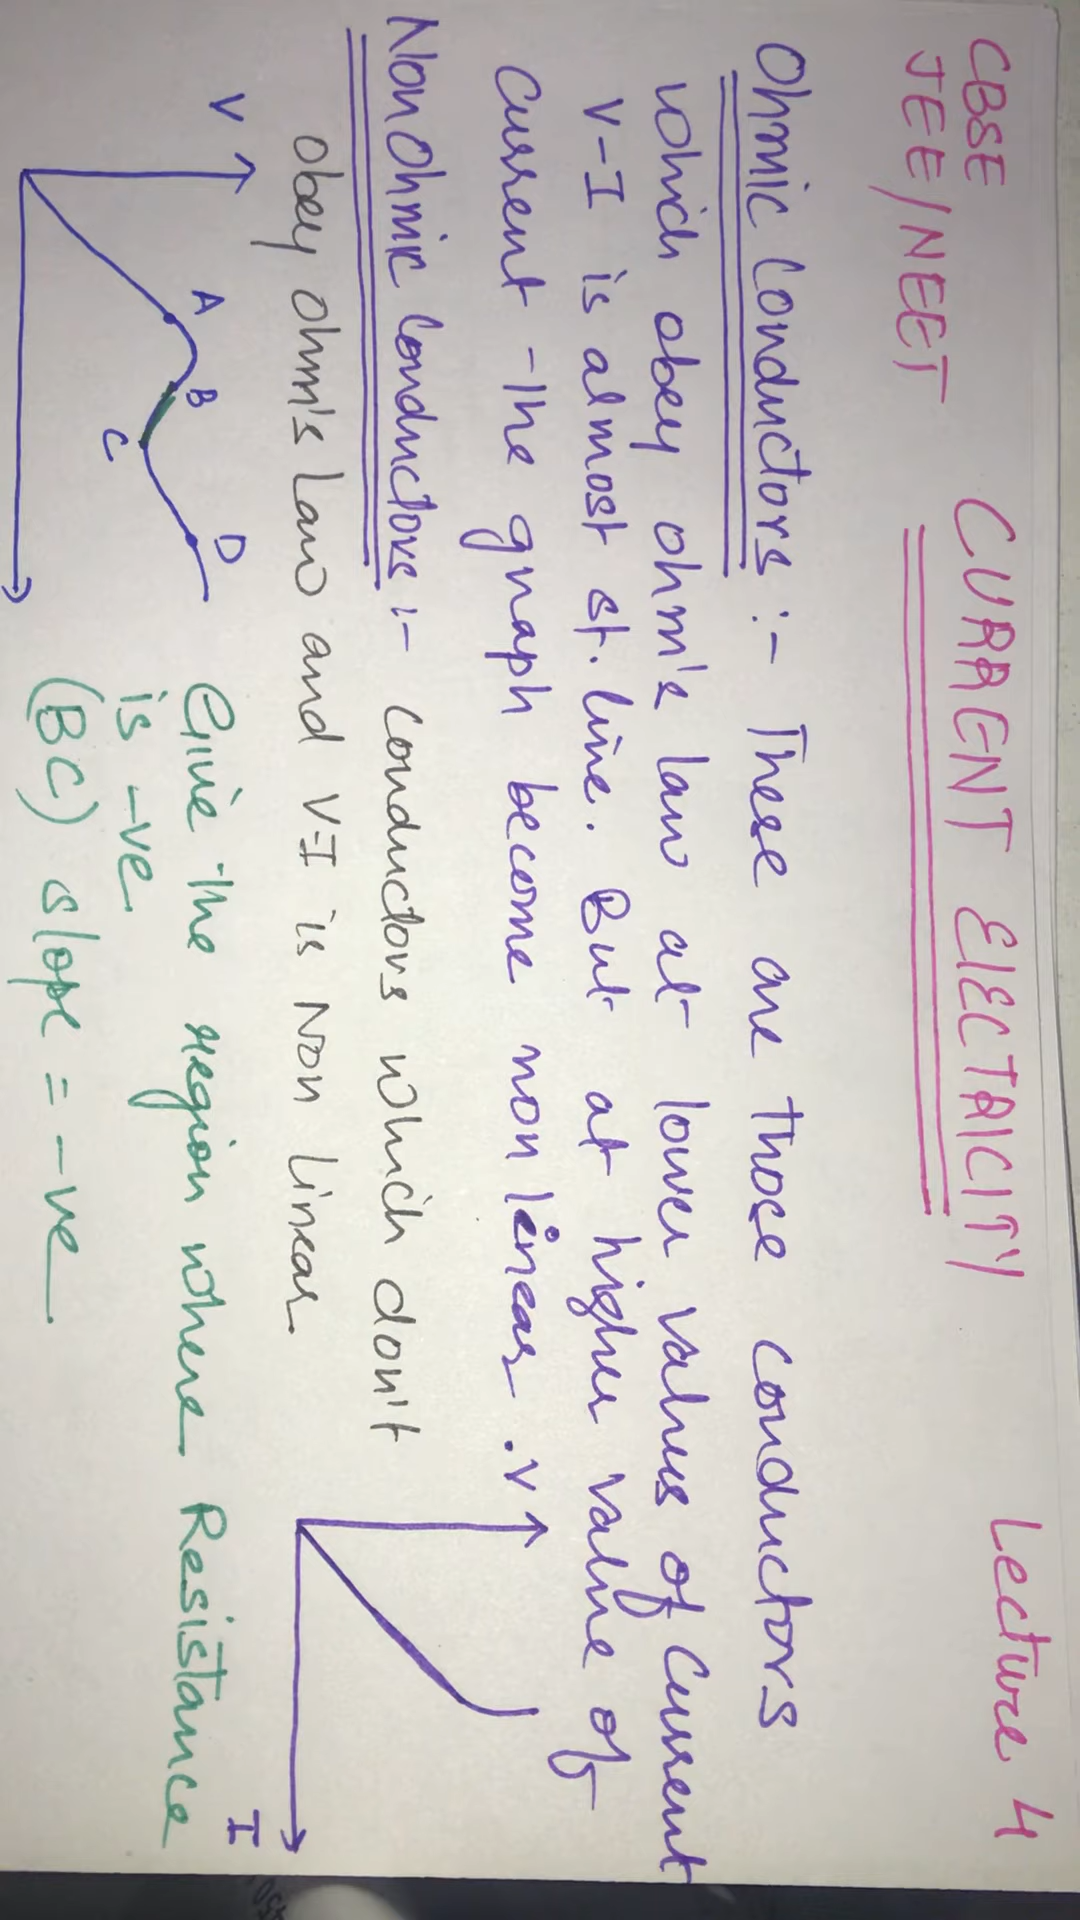 CBSE
JEE/NEET
CURRENT ElECTRICITY
Lecture 4
Ohmic Conductors :- These are those conductors
which obey ohm's law at lower values of current
V-I is almost st. line. But at higher value of
current the graph become non linear.
V
I
Non Ohmic Conductors :- Conductors which don't
obey ohm's Law and V-I is Non Linear.
V
A
B
C
D
Give the region where Resistance
is -ve.
(BC) slope = -ve